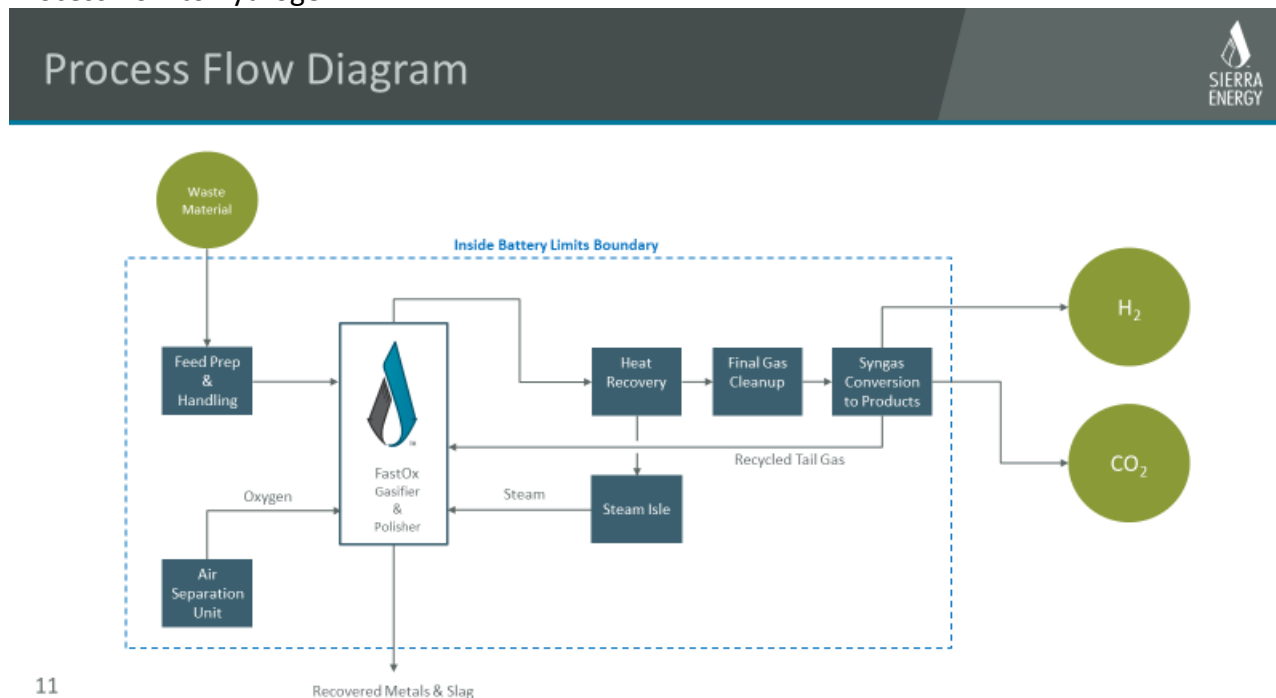 Process Flow Diagram
SIERRA
ENERGY
Waste
Material
Inside Battery Limits Boundary
H₂
Feed Prep
&
Handling
Heat
Recovery
Final Gas
Cleanup
Syngas
Conversion
to Products
Recycled Tail Gas
CO₂
FastOx
Gasifier
&
Polisher
Oxygen
Steam
Steam Isle
Air
Separation
Unit
11
Recovered Metals & Slag